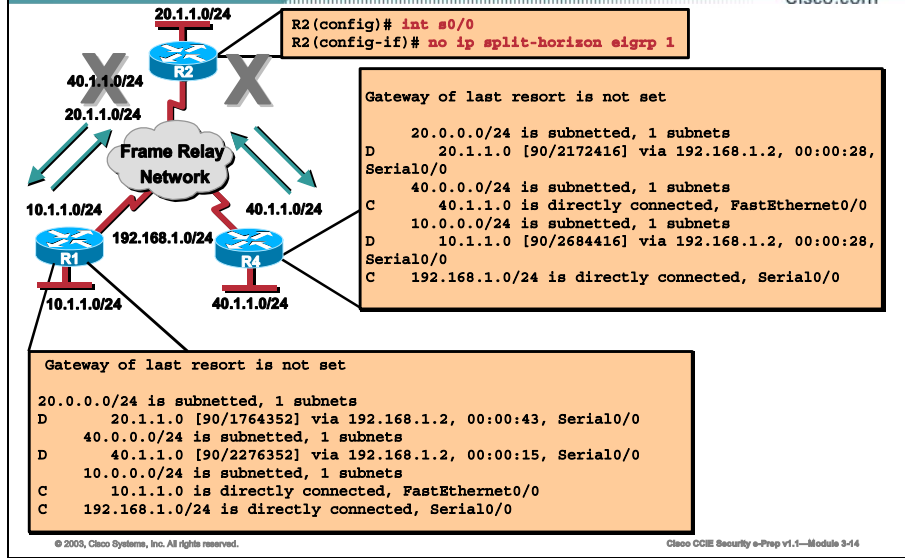 Cisco.com
20.1.1.0/24
R2(config)# int s0/0
R2(config-if)# no ip split-horizon eigrp 1
R2
40.1.1.0/24
20.1.1.0/24
Frame Relay
Network
10.1.1.0/24
40.1.1.0/24
192.168.1.0/24
R1
R4
10.1.1.0/24
40.1.1.0/24
Gateway of last resort is not set
20.0.0.0/24 is subnetted, 1 subnets
D 20.1.1.0 [90/2172416] via 192.168.1.2, 00:00:28,
Serial0/0
40.0.0.0/24 is subnetted, 1 subnets
C 40.1.1.0 is directly connected, FastEthernet0/0
10.0.0.0/24 is subnetted, 1 subnets
D 10.1.1.0 [90/2684416] via 192.168.1.2, 00:00:28,
Serial0/0
C 192.168.1.0/24 is directly connected, Serial0/0
Gateway of last resort is not set
20.0.0.0/24 is subnetted, 1 subnets
D 20.1.1.0 [90/1764352] via 192.168.1.2, 00:00:43, Serial0/0
40.0.0.0/24 is subnetted, 1 subnets
D 40.1.1.0 [90/2276352] via 192.168.1.2, 00:00:15, Serial0/0
10.0.0.0/24 is subnetted, 1 subnets
C 10.1.1.0 is directly connected, FastEthernet0/0
C 192.168.1.0/24 is directly connected, Serial0/0
© 2003, Cisco Systems, Inc. All rights reserved.
Cisco CCIE Security e-Prep v1.1—Module 3-14